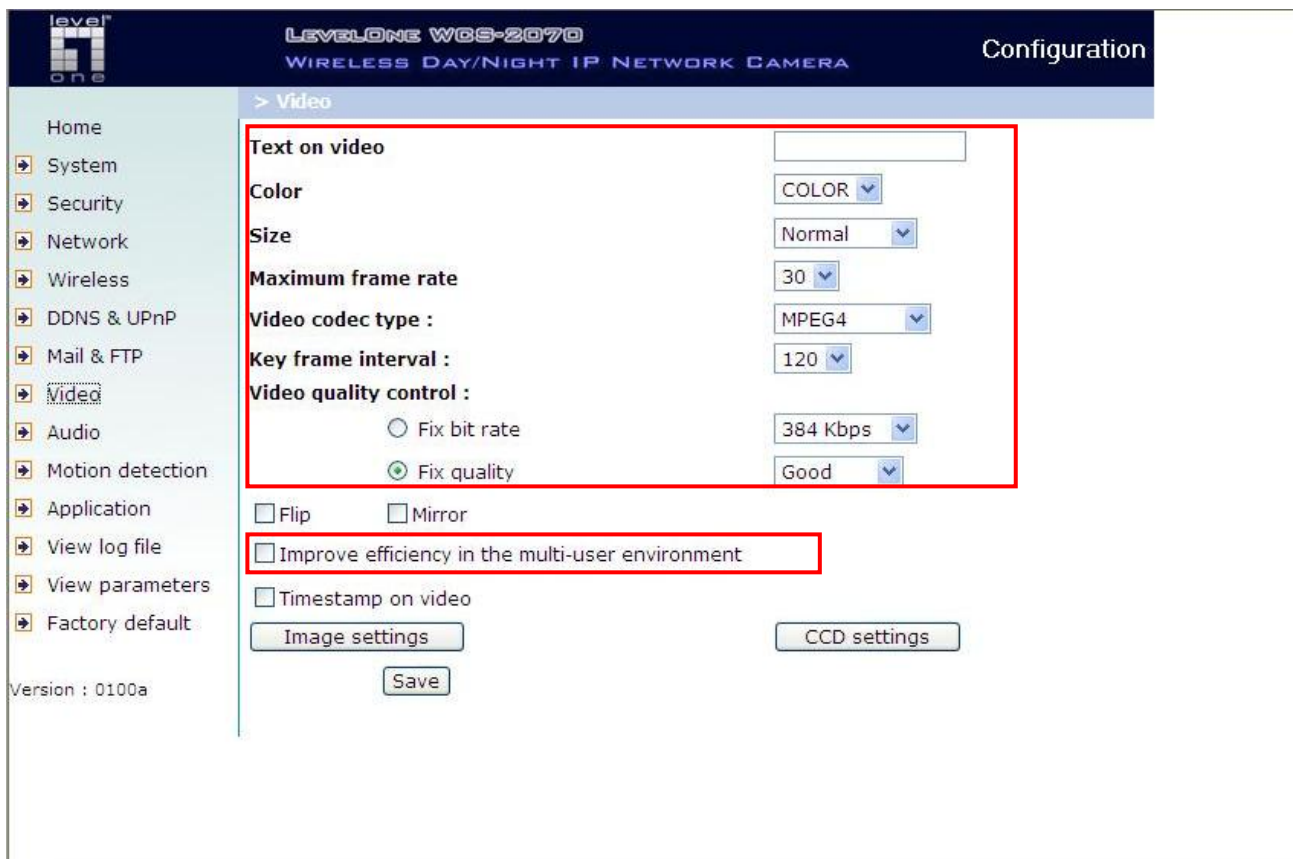 level
one
LEVELONE WCS-2070
WIRELESS DAY/NIGHT IP NETWORK CAMERA
Configuration
> Video
Home
System
Security
Network
Wireless
DDNS & UPnP
Mail & FTP
Video
Audio
Motion detection
Application
View log file
View parameters
Factory default
Version : 0100a
Text on video
Color COLOR
Size Normal
Maximum frame rate 30
Video codec type : MPEG4
Key frame interval : 120
Video quality control :
Fix bit rate 384 Kbps
Fix quality Good
Flip Mirror
Improve efficiency in the multi-user environment
Timestamp on video
Image settings CCD settings
Save